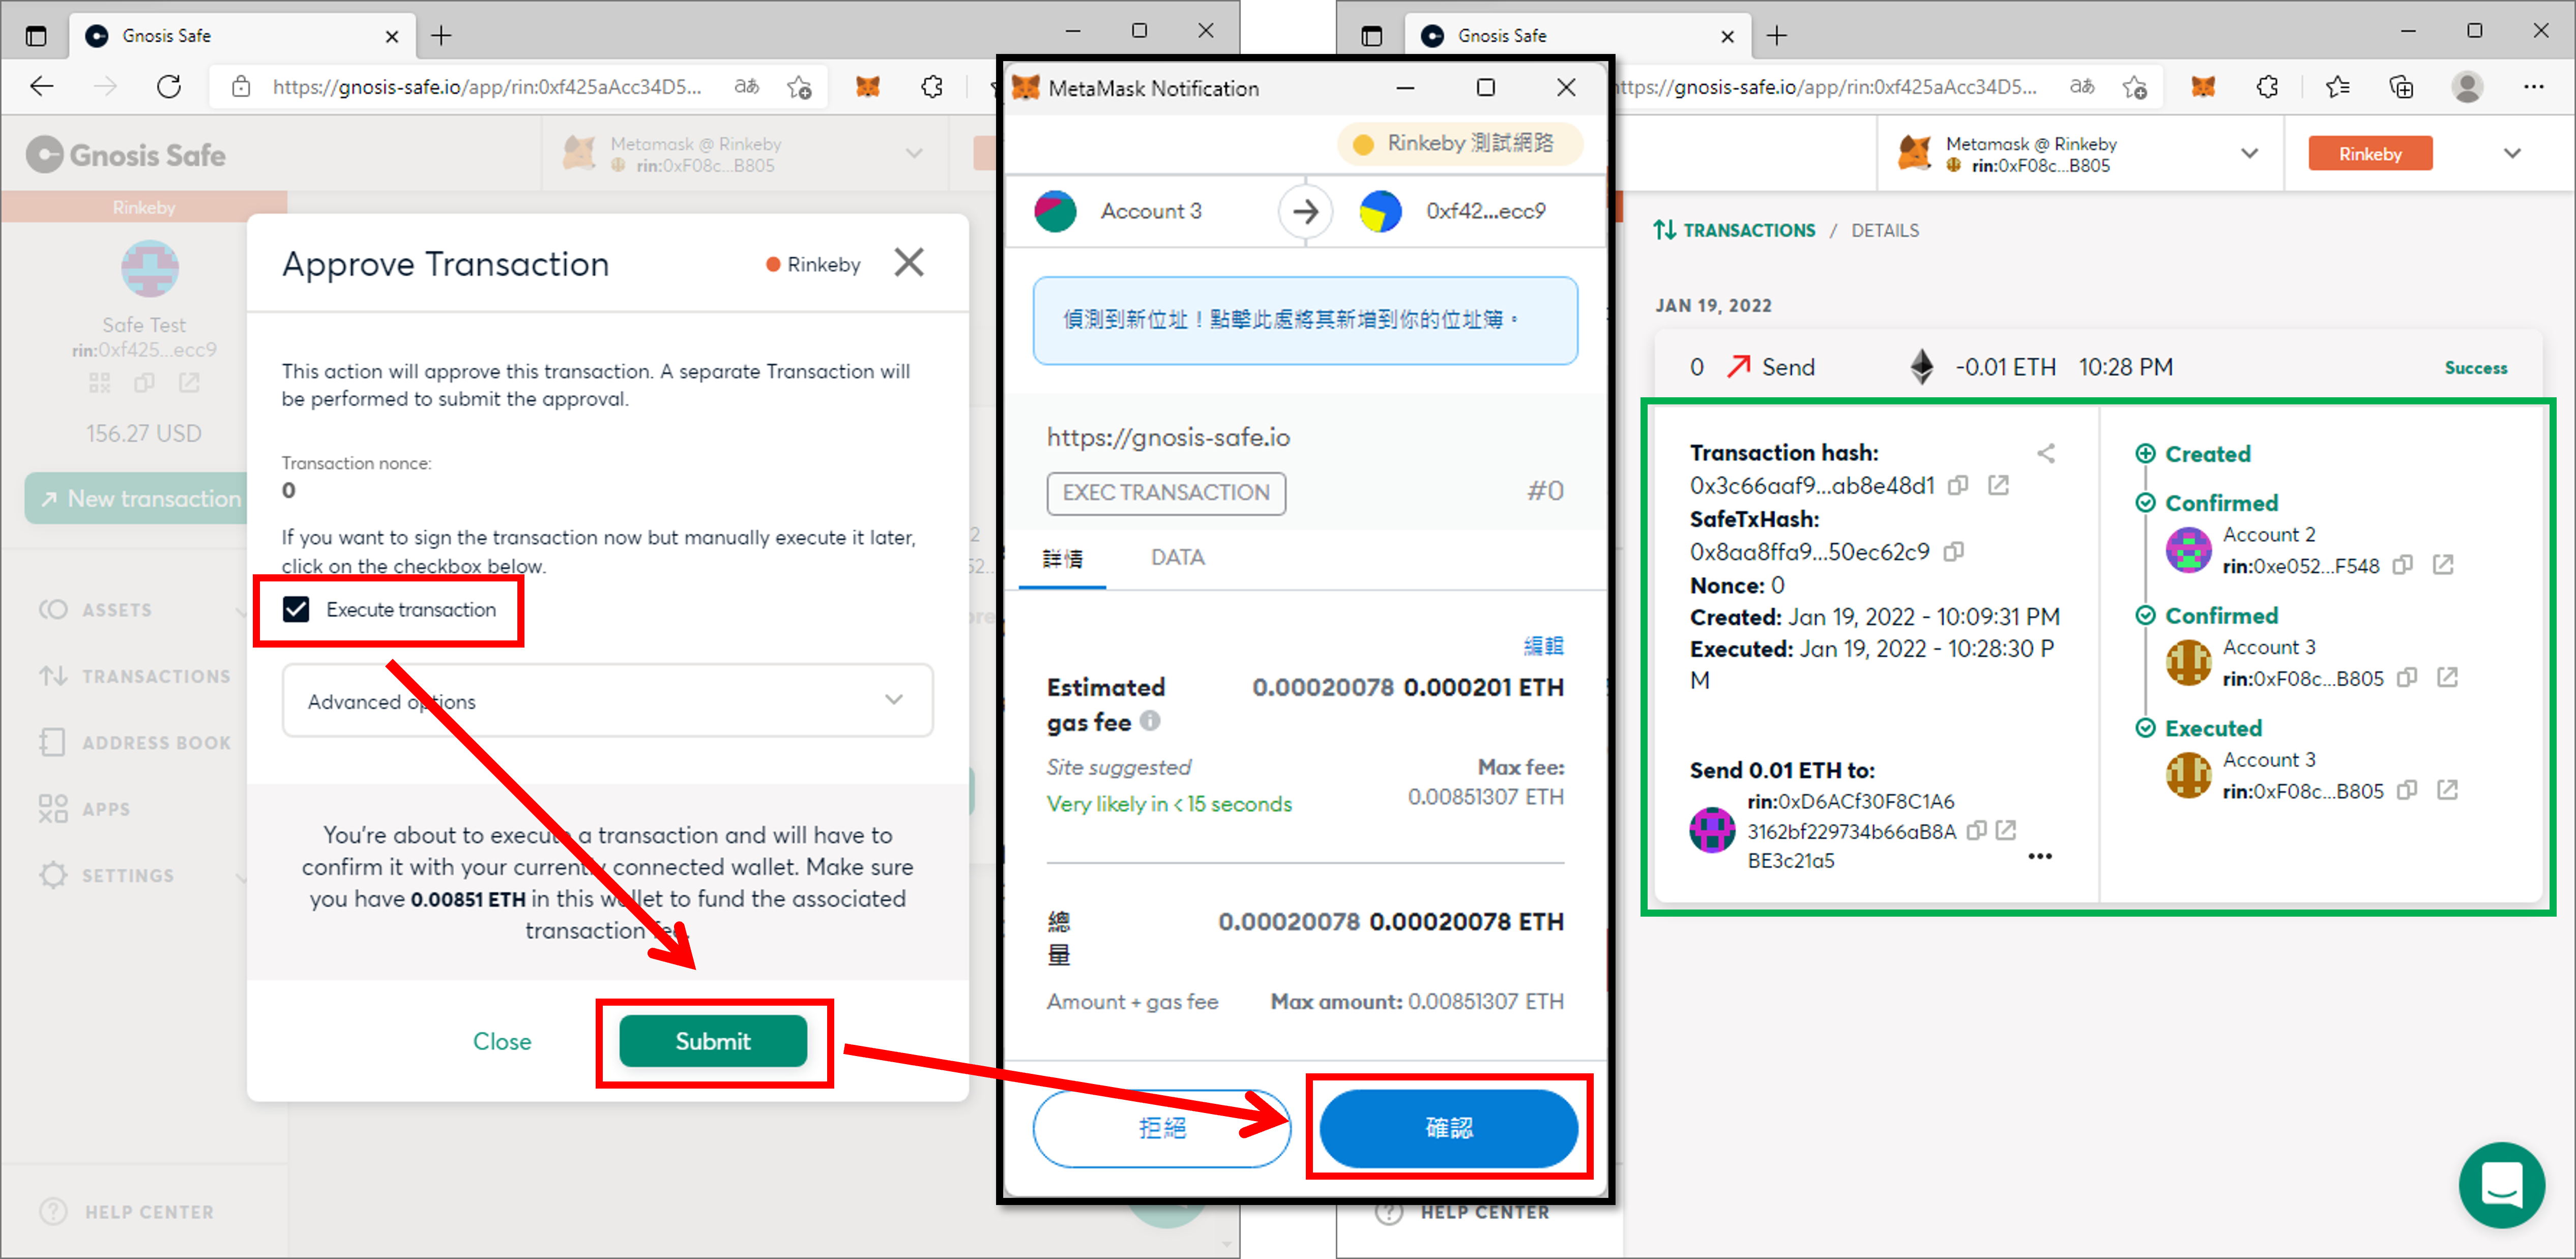 Gnosis Safe
https://gnosis-safe.io/app/rin:0xf425aAcc34D5...
aあ
Gnosis Safe
Metamask @ Rinkeby
rin:0xF08c...B805
Rinkeby
Safe Test
rin:0xf425...ecc9
156.27 USD
New transaction
ASSETS
TRANSACTIONS
ADDRESS BOOK
APPS
SETTINGS
HELP CENTER
Approve Transaction
Rinkeby
This action will approve this transaction. A separate Transaction will
be performed to submit the approval.
Transaction nonce:
0
If you want to sign the transaction now but manually execute it later,
click on the checkbox below.
Execute transaction
Advanced options
You're about to execute a transaction and will have to
confirm it with your currently connected wallet. Make sure
you have 0.00851 ETH in this wallet to fund the associated
transaction fee.
Close
Submit
MetaMask Notification
Rinkeby 測試網路
Account 3
0xf42...ecc9
偵測到新位址！點擊此處將其新增到你的位址簿。
https://gnosis-safe.io
EXEC TRANSACTION
#0
詳情
DATA
編輯
Estimated
gas fee
0.00020078 0.000201 ETH
Site suggested
Max fee:
Very likely in < 15 seconds
0.00851307 ETH
總
量
0.00020078 0.00020078 ETH
Amount + gas fee
Max amount: 0.00851307 ETH
拒絕
確認
Gnosis Safe
https://gnosis-safe.io/app/rin:0xf425aAcc34D5...
aあ
Metamask @ Rinkeby
rin:0xF08c...B805
Rinkeby
TRANSACTIONS / DETAILS
JAN 19, 2022
0 Send -0.01 ETH 10:28 PM Success
Transaction hash:
0x3c66aaf9...ab8e48d1
SafeTxHash:
0x8aa8ffa9...50ec62c9
Nonce: 0
Created: Jan 19, 2022 - 10:09:31 PM
Executed: Jan 19, 2022 - 10:28:30 P
M
Send 0.01 ETH to:
rin:0xD6ACf30F8C1A6
3162bf229734b66aB8A
BE3c21a5
Created
Confirmed
Account 2
rin:0xe052...F548
Confirmed
Account 3
rin:0xF08c...B805
Executed
Account 3
rin:0xF08c...B805
HELP CENTER